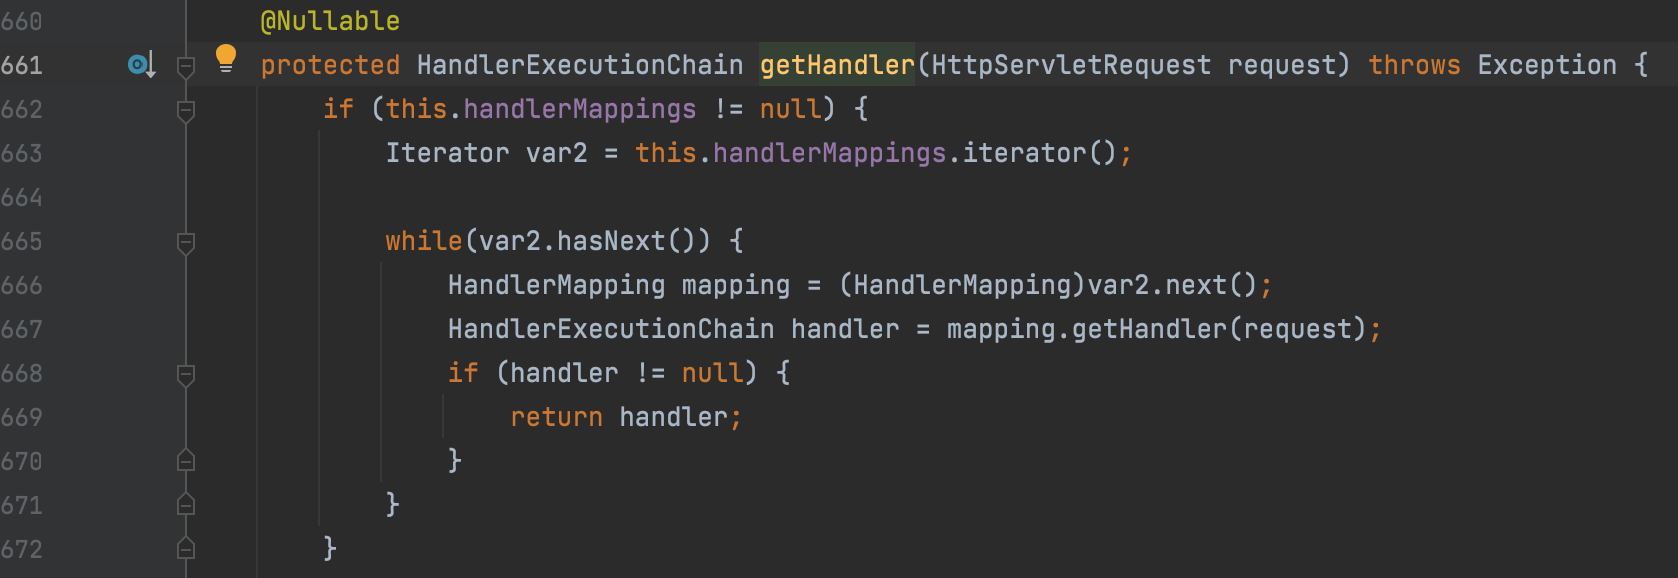 660 @Nullable
661 protected HandlerExecutionChain getHandler(HttpServletRequest request) throws Exception {
662 if (this.handlerMappings != null) {
663 Iterator var2 = this.handlerMappings.iterator();
664
665 while(var2.hasNext()) {
666 HandlerMapping mapping = (HandlerMapping)var2.next();
667 HandlerExecutionChain handler = mapping.getHandler(request);
668 if (handler != null) {
669 return handler;
670 }
671 }
672 }